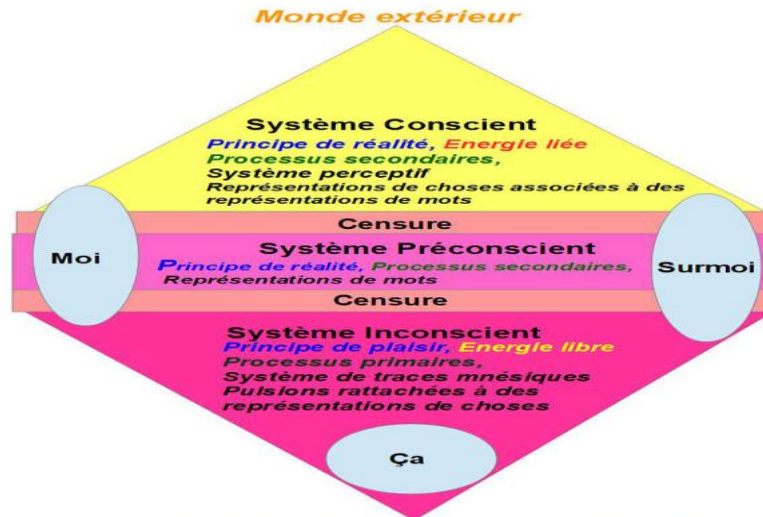 Monde extérieur
Système Conscient
Principe de réalité, Energie liée
Processus secondaires,
Système perceptif
Représentations de choses associées à des
représentations de mots
Censure
Moi
Système Préconscient
Principe de réalité, Processus secondaires,
Représentations de mots
Surmoi
Censure
Système Inconscient
Principe de plaisir, Energie libre
Processus primaires,
Système de traces mnésiques
Pulsions rattachées à des
représentations de choses
Ça